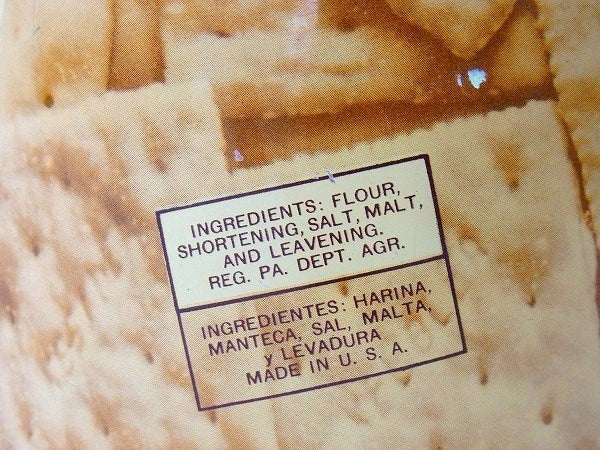 INGREDIENTS: FLOUR,
SHORTENING, SALT, MALT,
AND LEAVENING.
REG. PA. DEPT. AGR.
INGREDIENTES: HARINA,
MANTECA, SAL, MALTA,
y LEVADURA
MADE IN U. S. A.